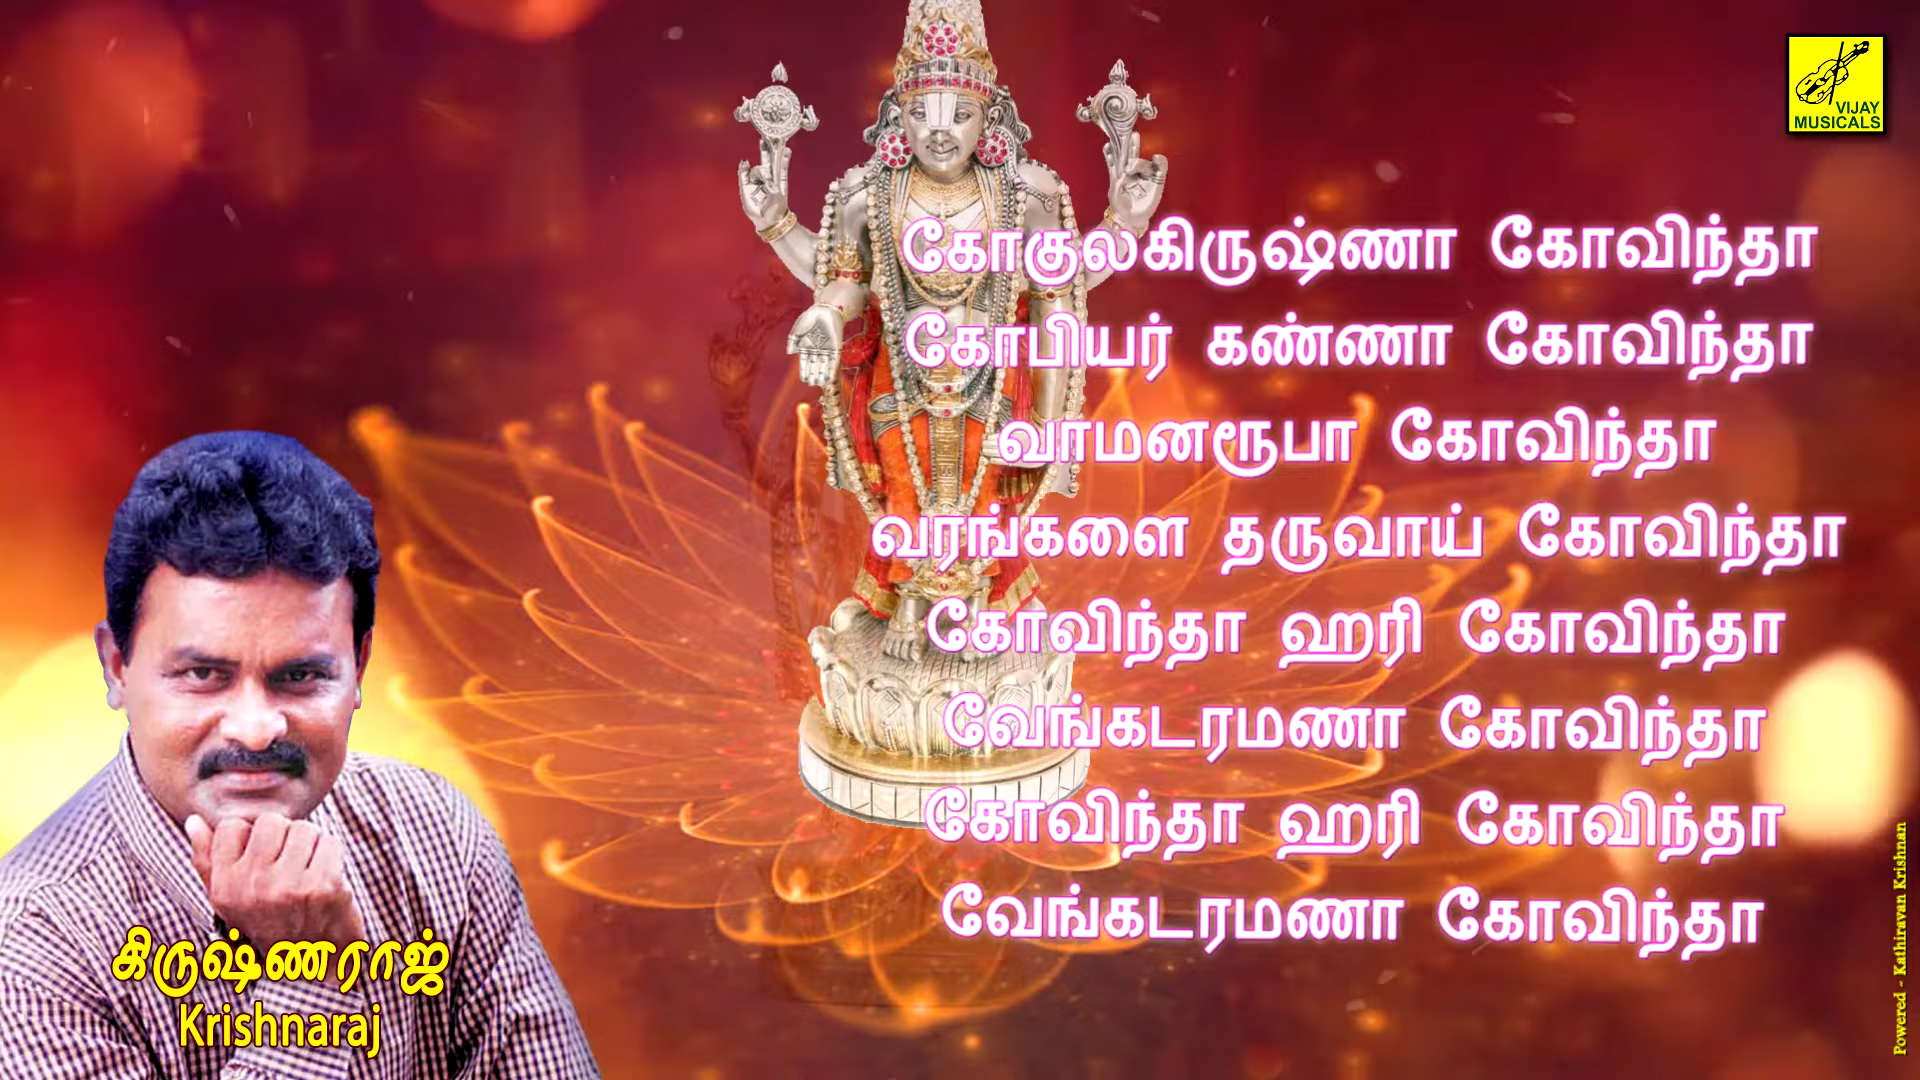 VIJAY
MUSICALS
கோகுலகிருஷ்ணா கோவிந்தா
கோபியர் கண்ணா கோவிந்தா
வாமனரூபா கோவிந்தா
வரங்களை தருவாய் கோவிந்தா
கோவிந்தா ஹரி கோவிந்தா
வேங்கடரமணா கோவிந்தா
கோவிந்தா ஹரி கோவிந்தா
வேங்கடரமணா கோவிந்தா
கிருஷ்ணராஜ்
Krishnaraj
Powered - Kathiravan Krishnan